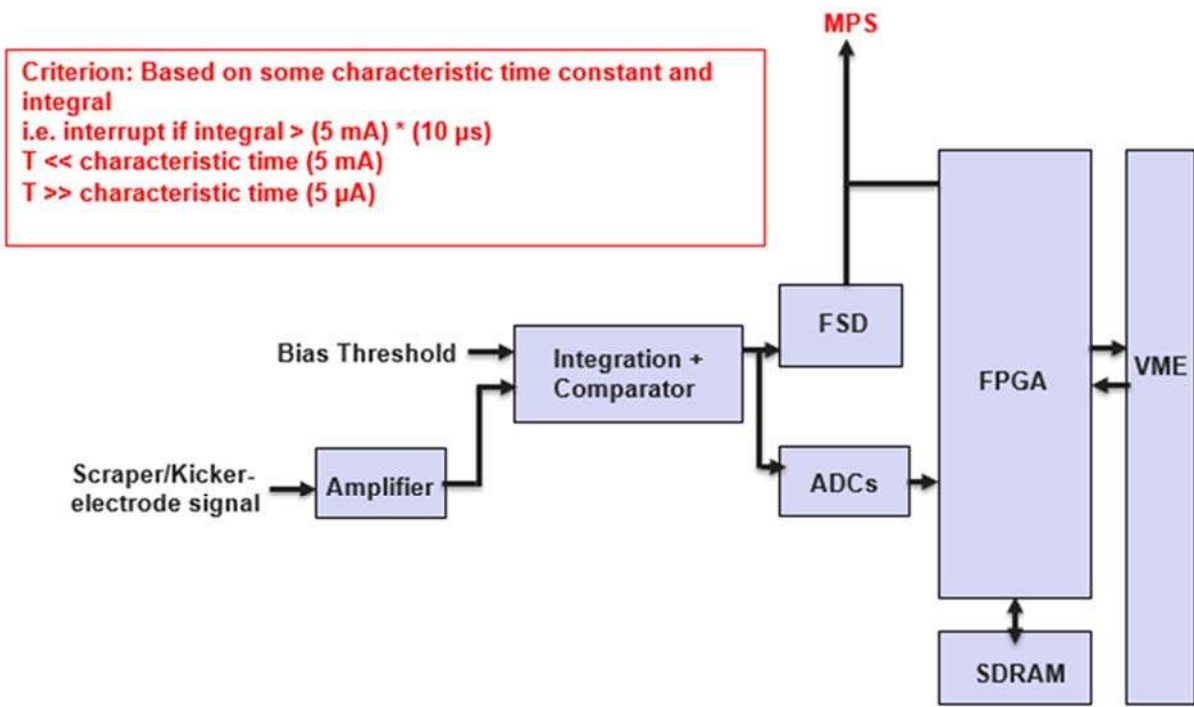 MPS
Criterion: Based on some characteristic time constant and
integral
i.e. interrupt if integral > (5 mA) * (10 μs)
T << characteristic time (5 mA)
T >> characteristic time (5 μA)
FSD
Bias Threshold
Integration +
Comparator
FPGA
VME
Scraper/Kicker-
electrode signal
Amplifier
ADCs
SDRAM